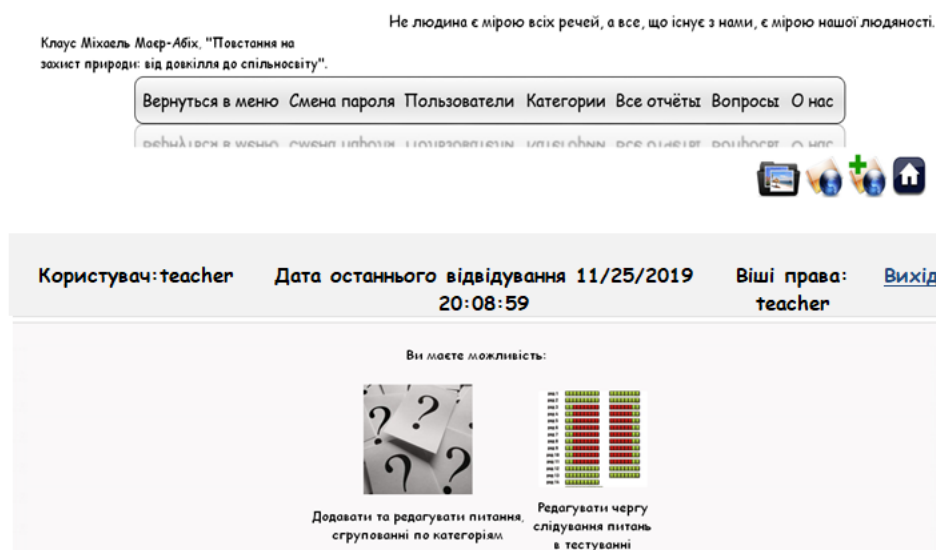 Не людина є мірою всіх речей, а все, що існує з нами, є мірою нашої людяності.
Клаус Міхаель Маєр-Абіх, "Повстання на
захист природи: від довкілля до спільносвіту".
Вернуться в меню Смена пароля Пользователи Категории Все отчёты Вопросы О нас
Користувач:teacher Дата останнього відвідування 11/25/2019 Віші права: Вихід
20:08:59 teacher
Ви маєте можливість:
Додавати та редагувати питання,
сгрупованні по категоріям
Редагувати чергу
слідування питань
в тестуванні